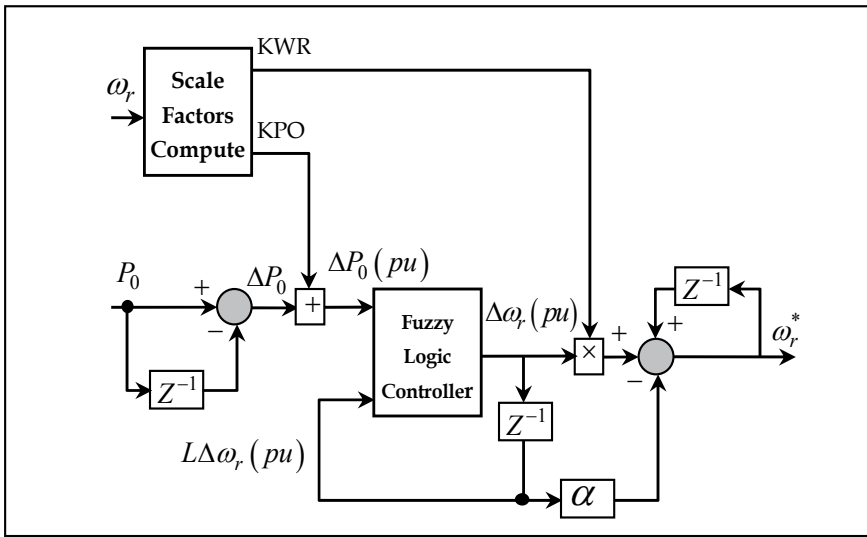 KWR
ω_r
Scale
Factors
Compute
KPO
P_0
+
−
ΔP_0
+
ΔP_0(pu)
Z^{-1}
Fuzzy
Logic
Controller
Δω_r(pu)
×
+
−
+
Z^{-1}
ω_r^*
Z^{-1}
LΔω_r(pu)
α